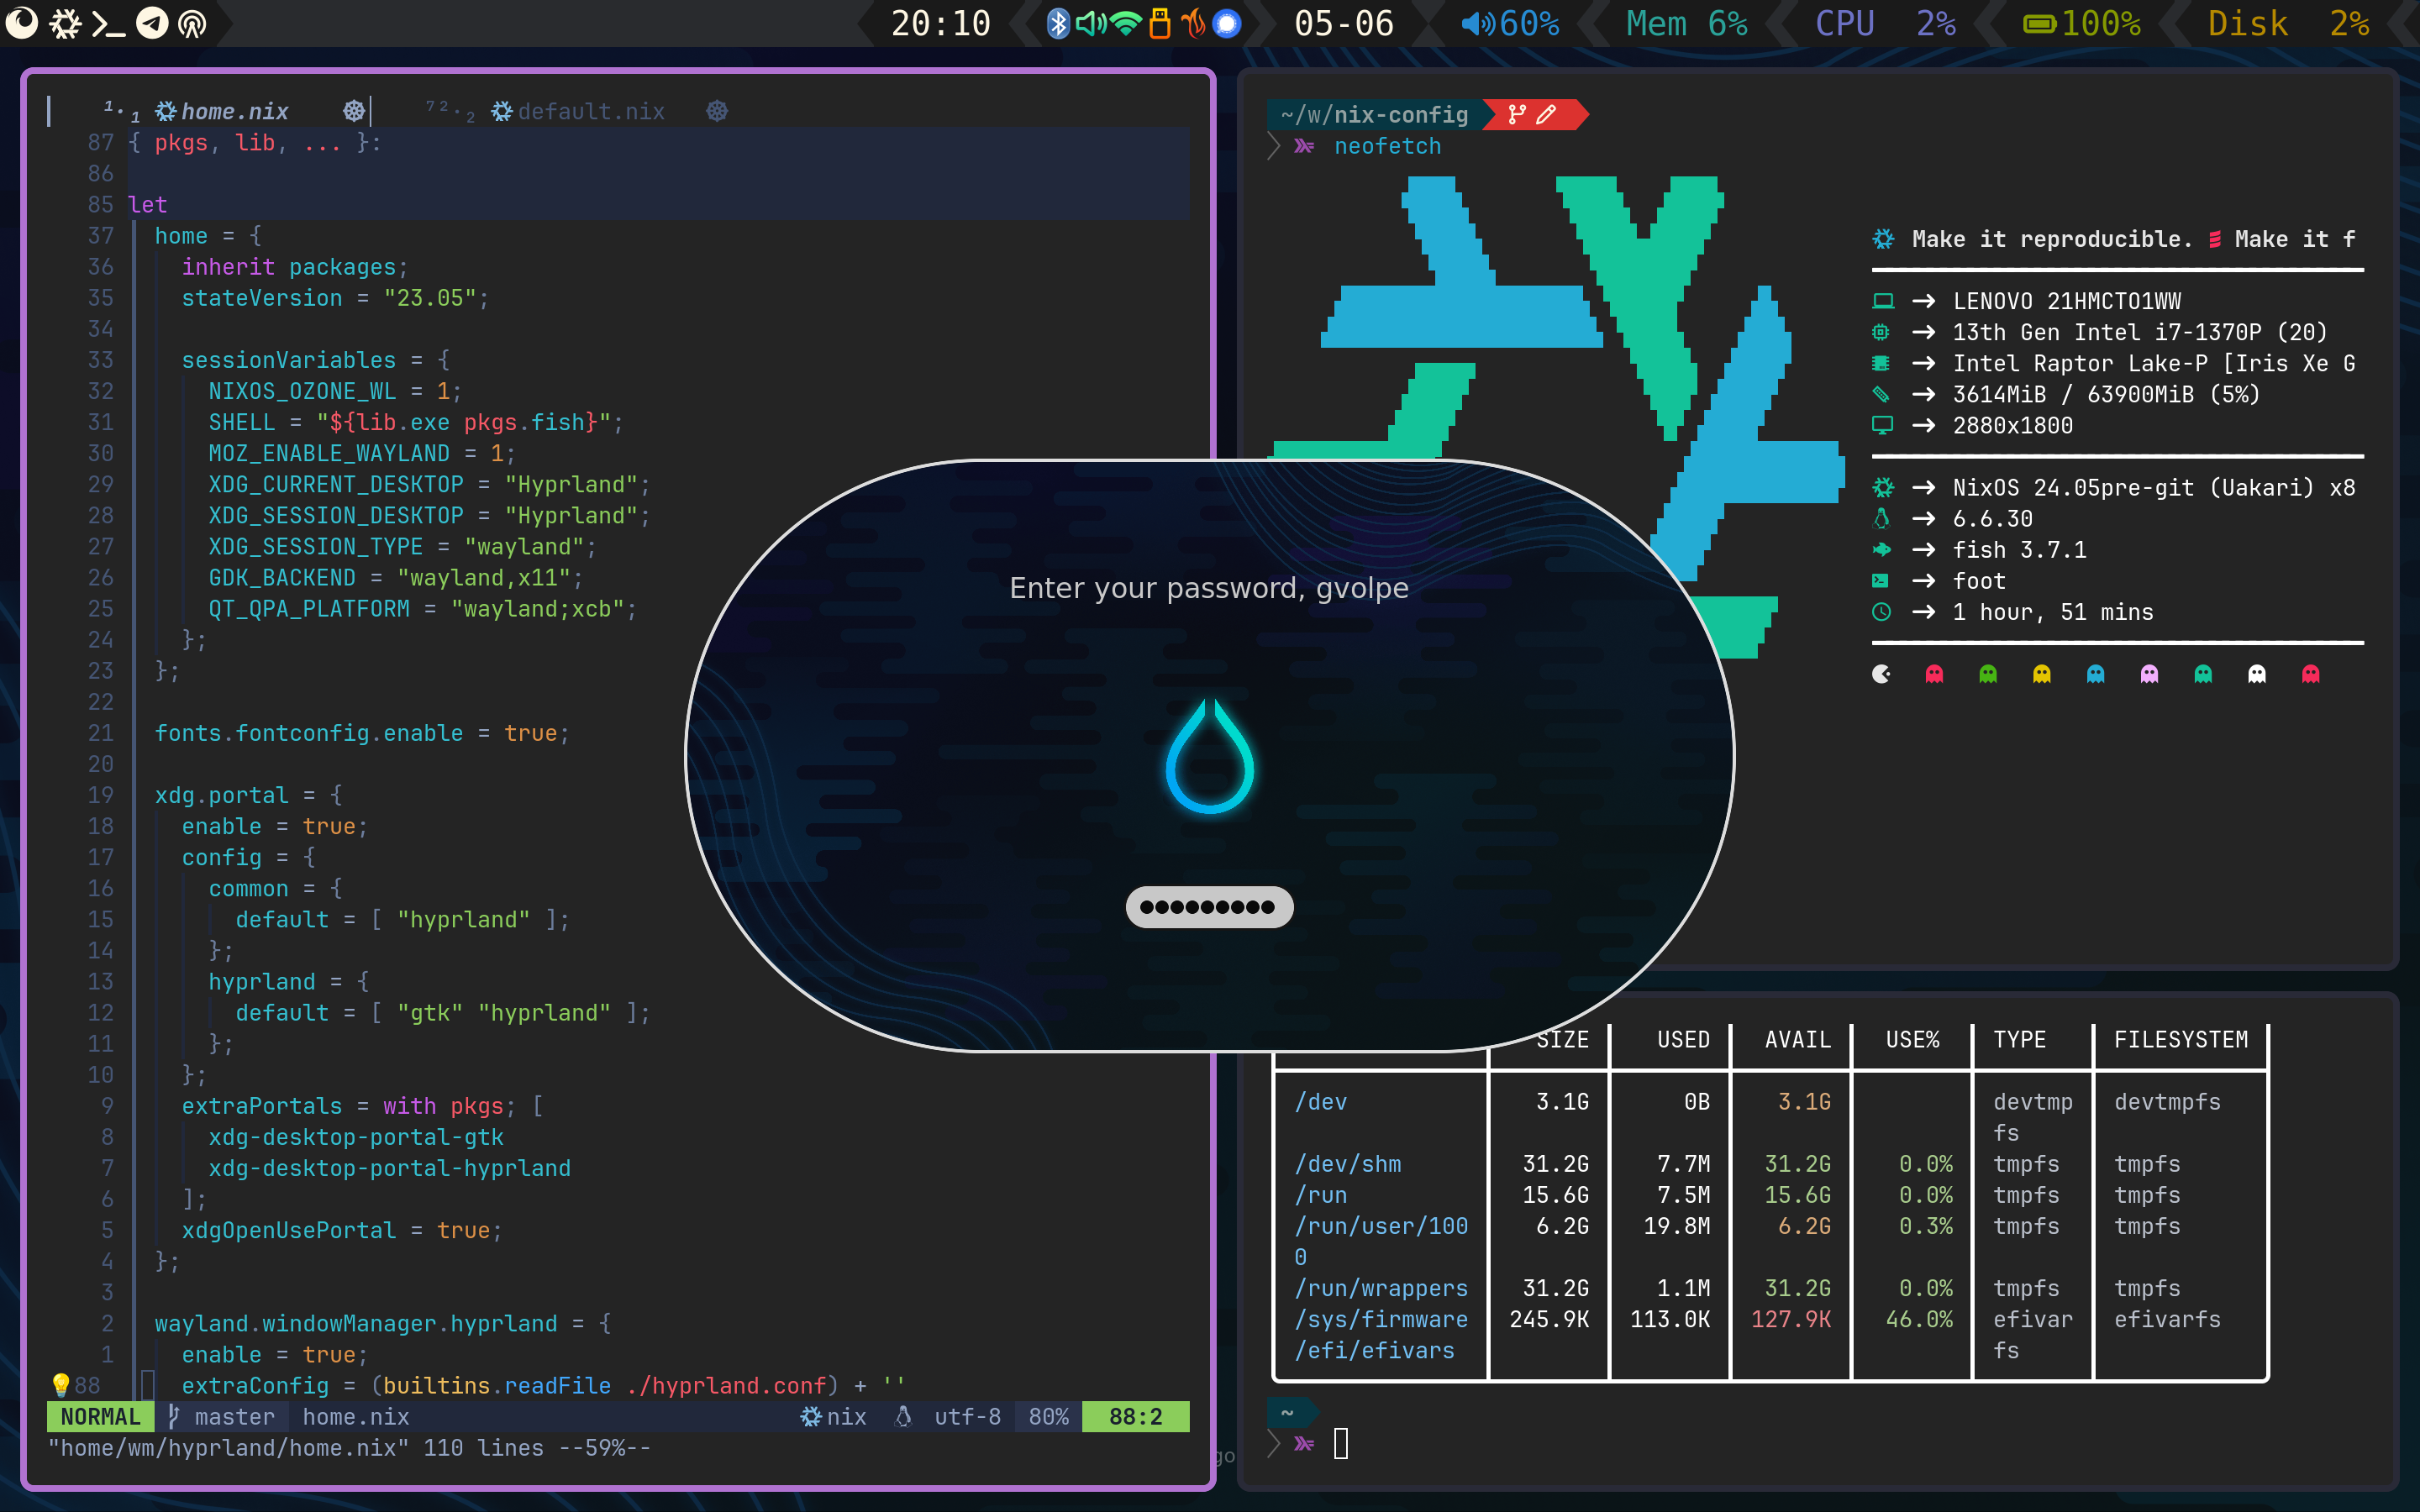 20:10
05-06
60%
Mem 6%
CPU 2%
100%
Disk 2%
1·1 home.nix
72·2 default.nix
87 { pkgs, lib, ... }:
86
85 let
37 home = {
36 inherit packages;
35 stateVersion = "23.05";
34
33 sessionVariables = {
32 NIXOS_OZONE_WL = 1;
31 SHELL = "${lib.exe pkgs.fish}";
30 MOZ_ENABLE_WAYLAND = 1;
29 XDG_CURRENT_DESKTOP = "Hyprland";
28 XDG_SESSION_DESKTOP = "Hyprland";
27 XDG_SESSION_TYPE = "wayland";
26 GDK_BACKEND = "wayland,x11";
25 QT_QPA_PLATFORM = "wayland;xcb";
24 };
23 };
22
21 fonts.fontconfig.enable = true;
20
19 xdg.portal = {
18 enable = true;
17 config = {
16 common = {
15 default = [ "hyprland" ];
14 };
13 hyprland = {
12 default = [ "gtk" "hyprland" ];
11 };
10 };
9 extraPortals = with pkgs; [
8 xdg-desktop-portal-gtk
7 xdg-desktop-portal-hyprland
6 ];
5 xdgOpenUsePortal = true;
4 };
3
2 wayland.windowManager.hyprland = {
1 enable = true;
88 extraConfig = (builtins.readFile ./hyprland.conf) + ''
NORMAL master home.nix nix utf-8 80% 88:2
"home/wm/hyprland/home.nix" 110 lines --59%--
~/w/nix-config
neofetch
Make it reproducible. Make it f
LENOVO 21HMCTO1WW
13th Gen Intel i7-1370P (20)
Intel Raptor Lake-P [Iris Xe G
3614MiB / 63900MiB (5%)
2880x1800
NixOS 24.05pre-git (Uakari) x8
6.6.30
fish 3.7.1
foot
1 hour, 51 mins
Enter your password, gvolpe
SIZE USED AVAIL USE% TYPE FILESYSTEM
/dev 3.1G 0B 3.1G devtmp devtmpfs
fs
/dev/shm 31.2G 7.7M 31.2G 0.0% tmpfs tmpfs
/run 15.6G 7.5M 15.6G 0.0% tmpfs tmpfs
/run/user/100 6.2G 19.8M 6.2G 0.3% tmpfs tmpfs
0
/run/wrappers 31.2G 1.1M 31.2G 0.0% tmpfs tmpfs
/sys/firmware 245.9K 113.0K 127.9K 46.0% efivar efivarfs
/efi/efivars fs
~
go